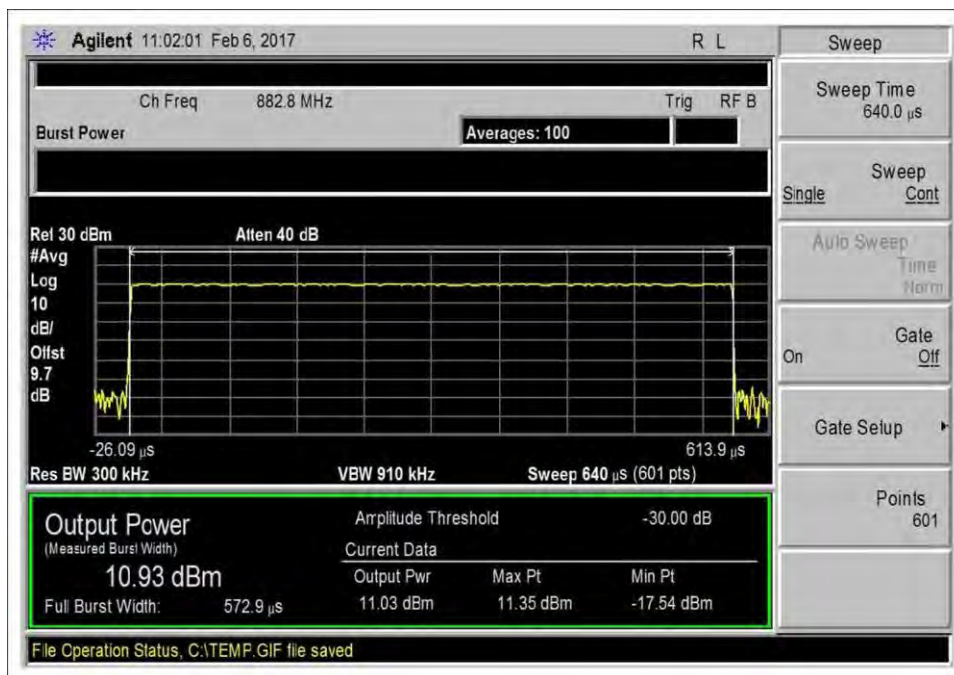 Agilent 11:02:01 Feb 6, 2017 R L
Sweep
Ch Freq 882.8 MHz Trig RF B
Burst Power Averages: 100
Sweep Time
640.0 µs
Sweep
Single Cont
Ref 30 dBm Atten 40 dB
#Avg
Log
10
dB/
Offst
9.7
dB
-26.09 µs 613.9 µs
Res BW 300 kHz VBW 910 kHz Sweep 640 µs (601 pts)
Auto Sweep
Time
Norm
Gate
On Off
Gate Setup
Points
601
Output Power
(Measured Burst Width)
10.93 dBm
Full Burst Width: 572.9 µs
Amplitude Threshold -30.00 dB
Current Data
Output Pwr Max Pt Min Pt
11.03 dBm 11.35 dBm -17.54 dBm
File Operation Status, C:\TEMP.GIF file saved